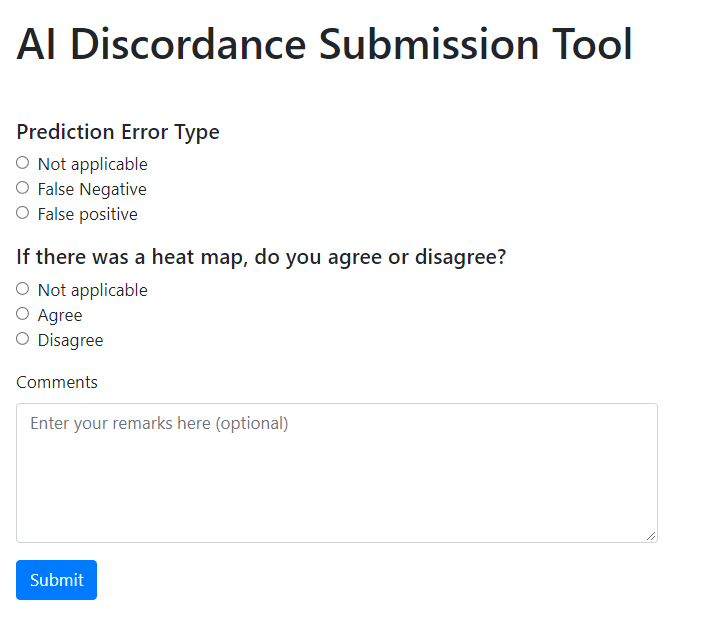 AI Discordance Submission Tool
Prediction Error Type
Not applicable
False Negative
False positive
If there was a heat map, do you agree or disagree?
Not applicable
Agree
Disagree
Comments
Enter your remarks here (optional)
Submit